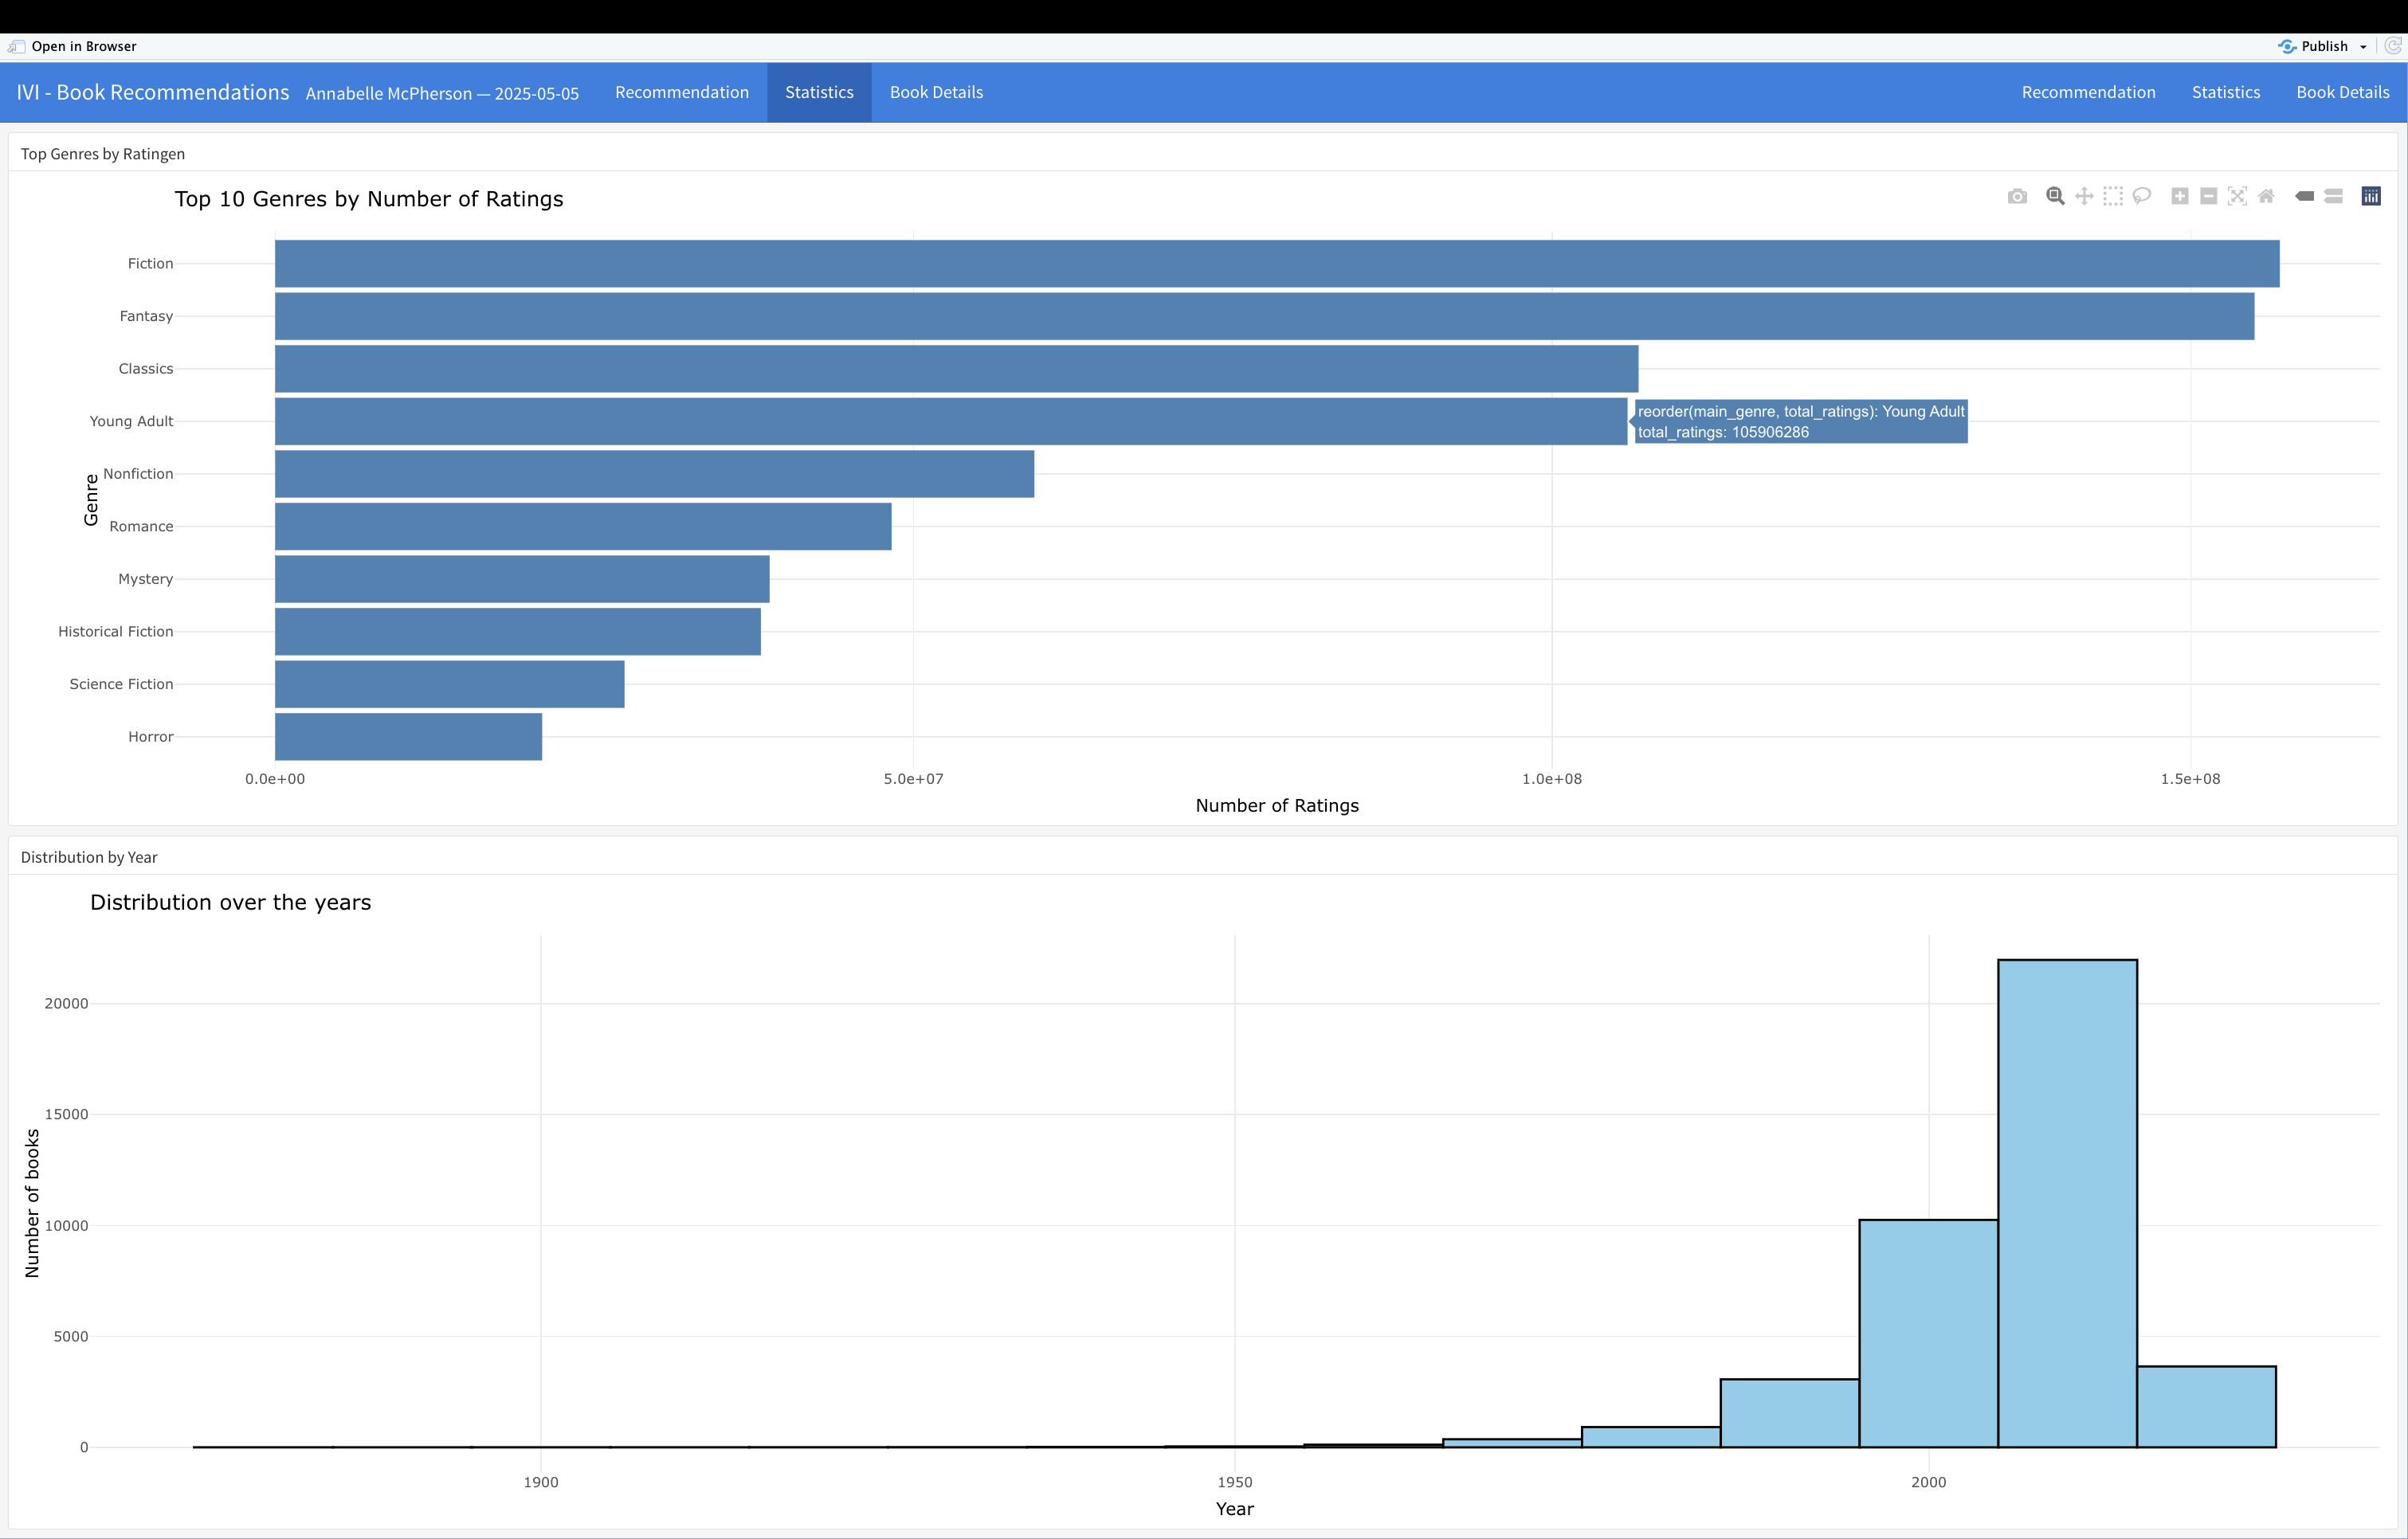 Open in Browser
Publish
IVI - Book Recommendations Annabelle McPherson — 2025-05-05 Recommendation Statistics Book Details Recommendation Statistics Book Details
Top Genres by Ratingen
Top 10 Genres by Number of Ratings
Fiction
Fantasy
Classics
Young Adult
reorder(main_genre, total_ratings): Young Adult
total_ratings: 105906286
Nonfiction
Genre
Romance
Mystery
Historical Fiction
Science Fiction
Horror
0.0e+00 5.0e+07 1.0e+08 1.5e+08
Number of Ratings
Distribution by Year
Distribution over the years
20000
15000
Number of books
10000
5000
0
1900 1950 2000
Year